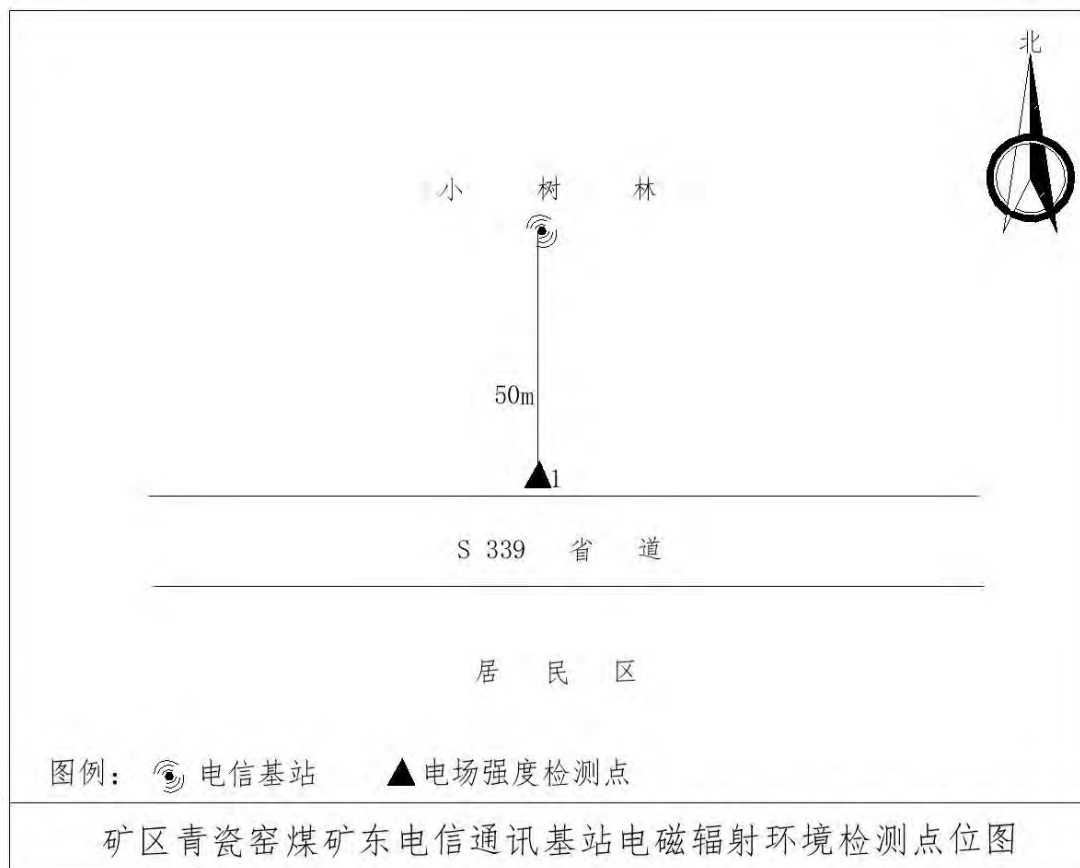 北
小 树 林
50m
1
S 339 省 道
居 民 区
图例： 电信基站 电场强度检测点
矿区青瓷窑煤矿东电信通讯基站电磁辐射环境检测点位图